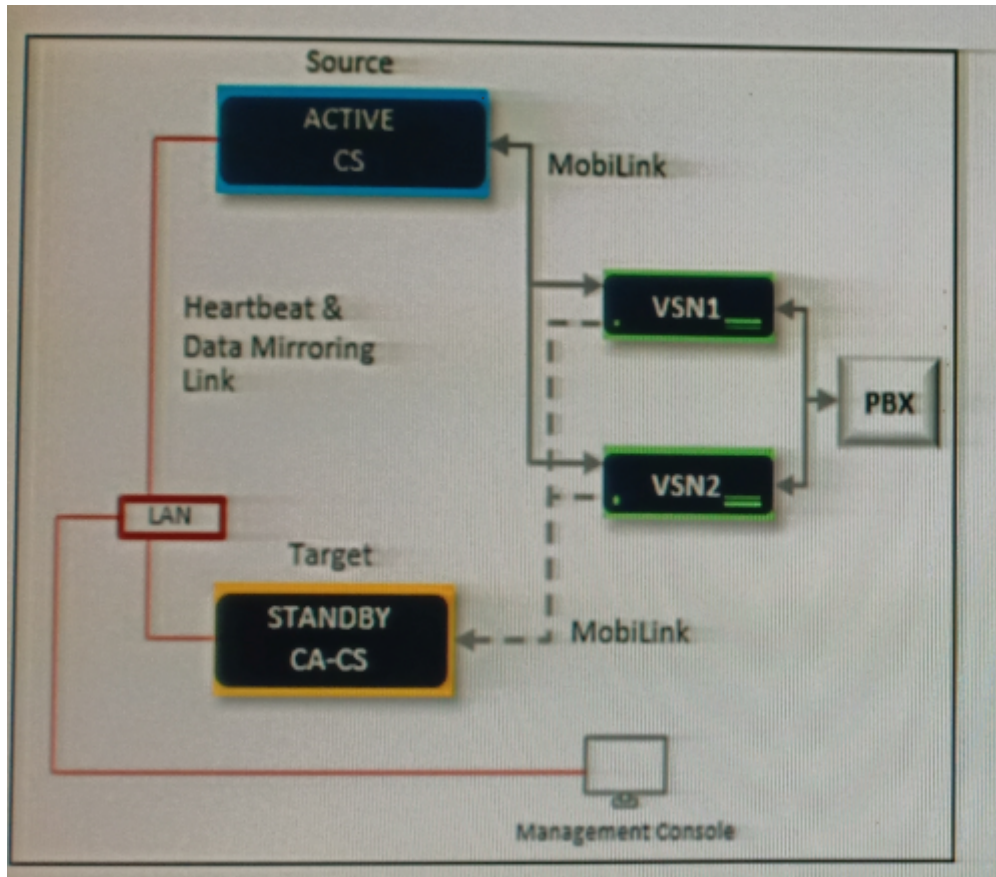 Source
ACTIVE
CS
MobiLink
Heartbeat &
Data Mirroring
Link
VSN1
PBX
VSN2
LAN
Target
STANDBY
CA-CS
MobiLink
Management Console